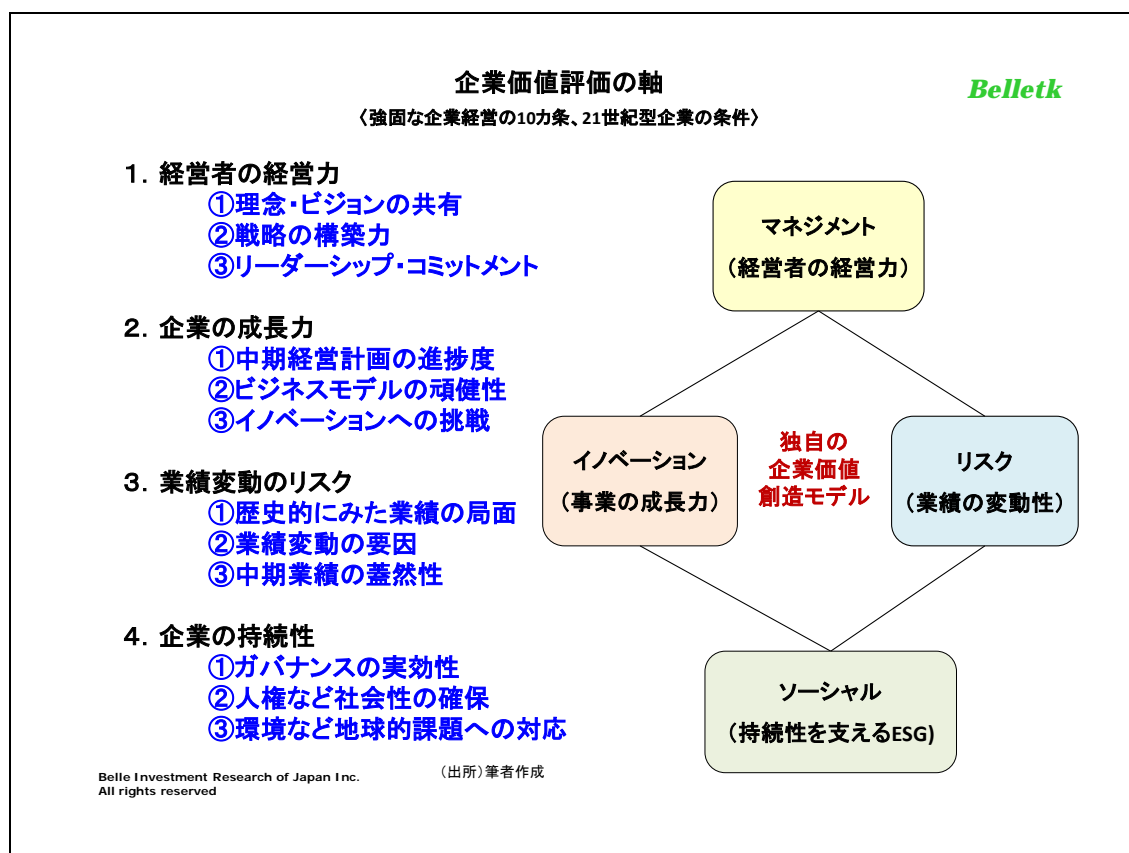 企業価値評価の軸
〈強固な企業経営の10カ条、21世紀型企業の条件〉
Belletk
１．経営者の経営力
①理念・ビジョンの共有
②戦略の構築力
③リーダーシップ・コミットメント
２．企業の成長力
①中期経営計画の進捗度
②ビジネスモデルの頑健性
③イノベーションへの挑戦
３．業績変動のリスク
①歴史的にみた業績の局面
②業績変動の要因
③中期業績の蓋然性
４．企業の持続性
①ガバナンスの実効性
②人権など社会性の確保
③環境など地球的課題への対応
マネジメント
（経営者の経営力）
イノベーション
（事業の成長力）
独自の
企業価値
創造モデル
リスク
（業績の変動性）
ソーシャル
（持続性を支えるESG)
Belle Investment Research of Japan Inc.
All rights reserved
（出所）筆者作成